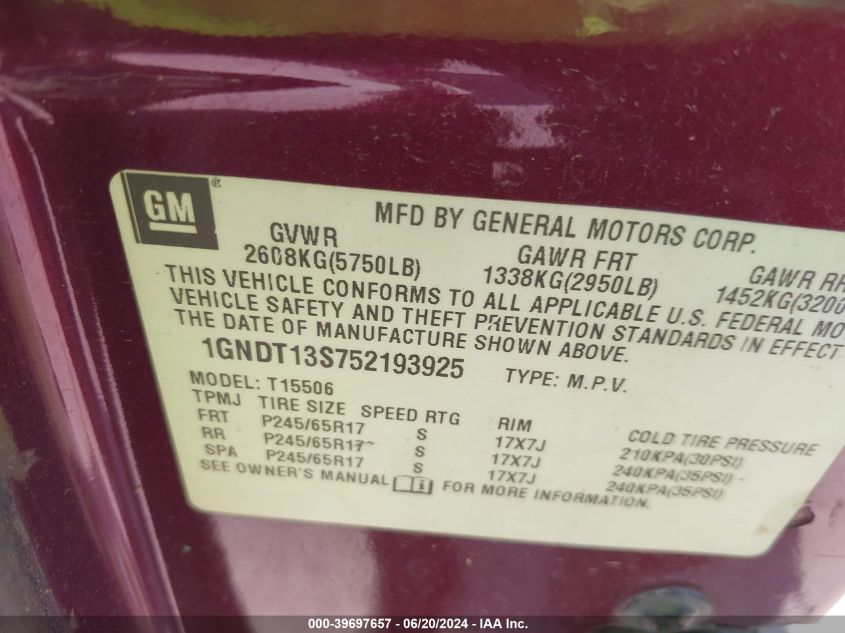 GM
MFD BY GENERAL MOTORS CORP.
GVWR GAWR FRT GAWR RR
2608KG(5750LB) 1338KG(2950LB) 1452KG(3200
THIS VEHICLE CONFORMS TO ALL APPLICABLE U.S. FEDERAL MO
VEHICLE SAFETY AND THEFT PREVENTION STANDARDS IN EFFECT
THE DATE OF MANUFACTURE SHOWN ABOVE.
1GNDT13S752193925 TYPE: M.P.V.
MODEL: T15506
TPMJ TIRE SIZE SPEED RTG RIM COLD TIRE PRESSURE
FRT P245/65R17 S 17X7J 210KPA(30PSI)
RR P245/65R17 S 17X7J 240KPA(35PSI)
SPA P245/65R17 S 17X7J 240KPA(35PSI)
SEE OWNER'S MANUAL FOR MORE INFORMATION.
000-39697657 - 06/20/2024 - IAA Inc.